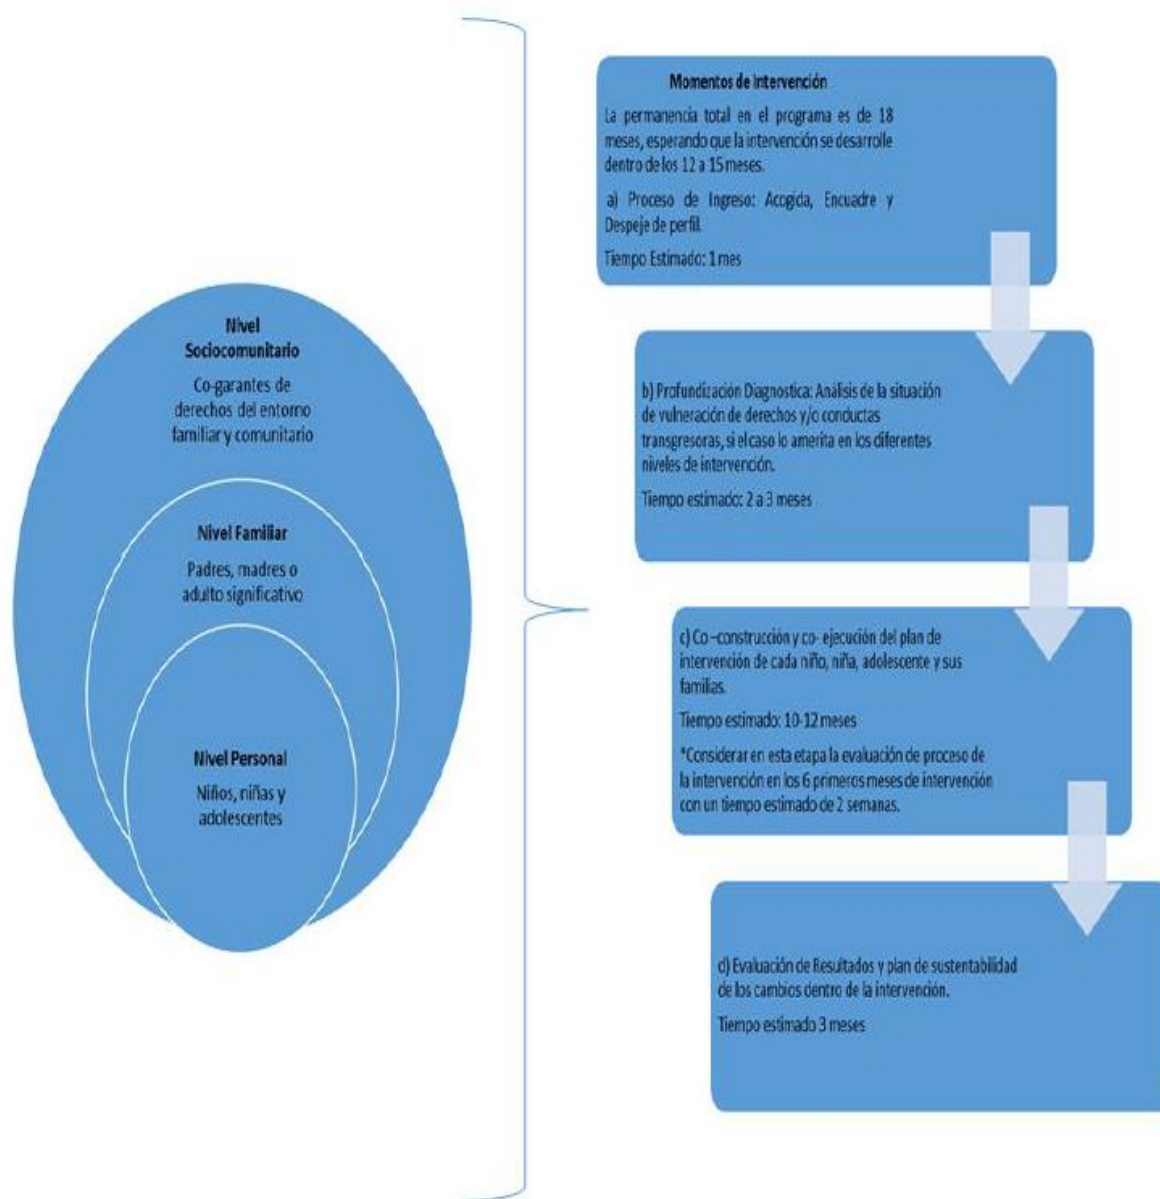 Nivel
Sociocomunitario
Co-garantes de
derechos del entorno
familiar y comunitario
Nivel Familiar
Padres, madres o
adulto significativo
Nivel Personal
Niños, niñas y
adolescentes
Momentos de Intervención
La permanencia total en el programa es de 18
meses, esperando que la intervención se desarrolle
dentro de los 12 a 15 meses.
a) Proceso de Ingreso: Acogida, Encuadre y
Despeje de perfil.
Tiempo Estimado: 1 mes
b) Profundización Diagnostica: Análisis de la situación
de vulneración de derechos y/o conductas
transgresoras, si el caso lo amerita en los diferentes
niveles de intervención.
Tiempo estimado: 2 a 3 meses
c) Co –construcción y co- ejecución del plan de
intervención de cada niño, niña, adolescente y sus
familias.
Tiempo estimado: 10-12 meses
*Considerar en esta etapa la evaluación de proceso de
la intervención en los 6 primeros meses de intervención
con un tiempo estimado de 2 semanas.
d) Evaluación de Resultados y plan de sustentabilidad
de los cambios dentro de la intervención.
Tiempo estimado 3 meses